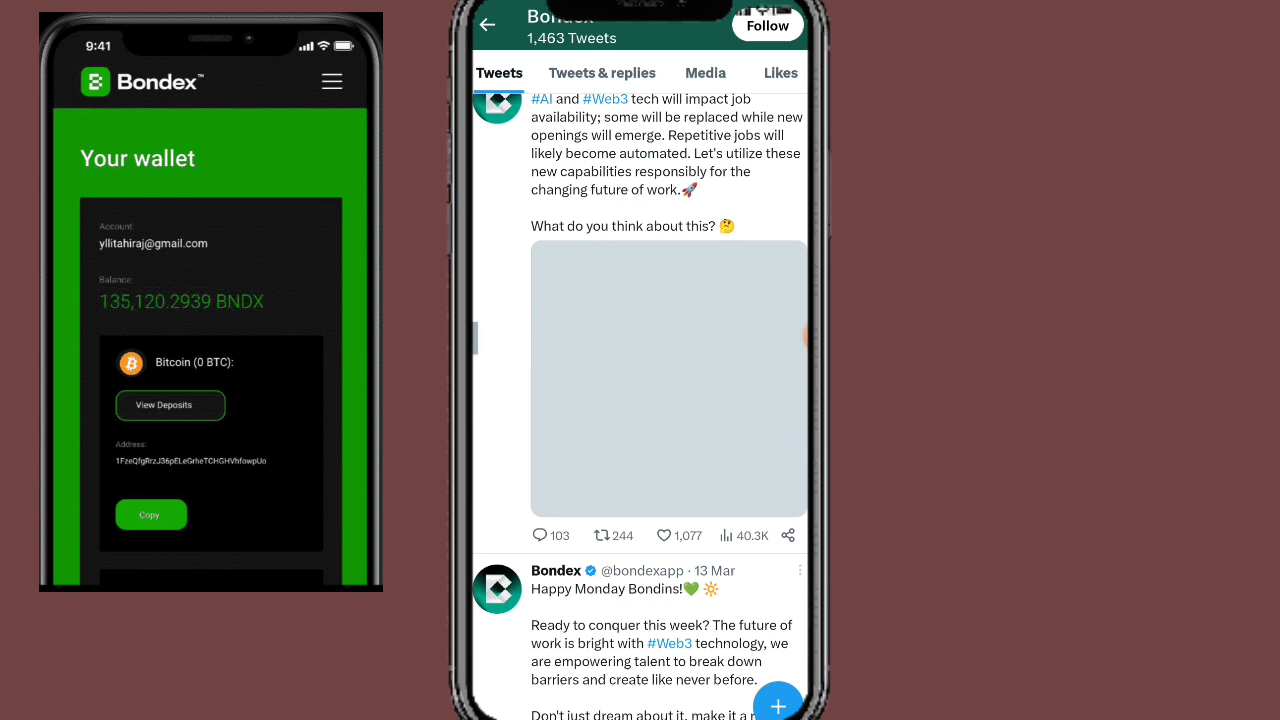 9:41
Bondex™
Your wallet
Account:
yllitahiraj@gmail.com
Balance:
135,120.2939 BNDX
Bitcoin (0 BTC):
View Deposits
Address:
1FzeQfgRrzJ36pELeGrheTCHGHVhfowpUo
Copy
Bondex
1,463 Tweets
Follow
Tweets
Tweets & replies
Media
Likes
#AI and #Web3 tech will impact job
availability; some will be replaced while new
openings will emerge. Repetitive jobs will
likely become automated. Let's utilize these
new capabilities responsibly for the
changing future of work.🚀
What do you think about this? 🤔
103
244
1,077
40.3K
Bondex @bondexapp · 13 Mar
Happy Monday Bondins!💚 🔆
Ready to conquer this week? The future of
work is bright with #Web3 technology, we
are empowering talent to break down
barriers and create like never before.
Don't just dream about it, make it a